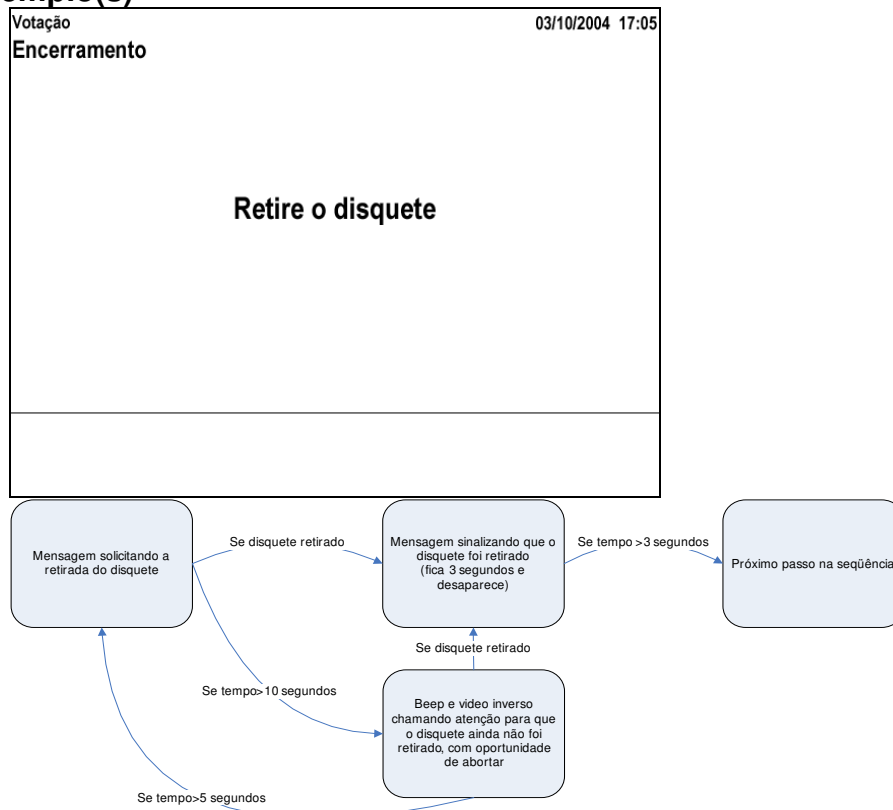 Votação
03/10/2004 17:05
Encerramento
Retire o disquete
Mensagem solicitando a
retirada do disquete
Se disquete retirado
Mensagem sinalizando que o
disquete foi retirado
(fica 3 segundos e
desaparece)
Se tempo >3 segundos
Próximo passo na seqüência
Se disquete retirado
Se tempo>10 segundos
Beep e video inverso
chamando atenção para que
o disquete ainda não foi
retirado, com oportunidade
de abortar
Se tempo>5 segundos